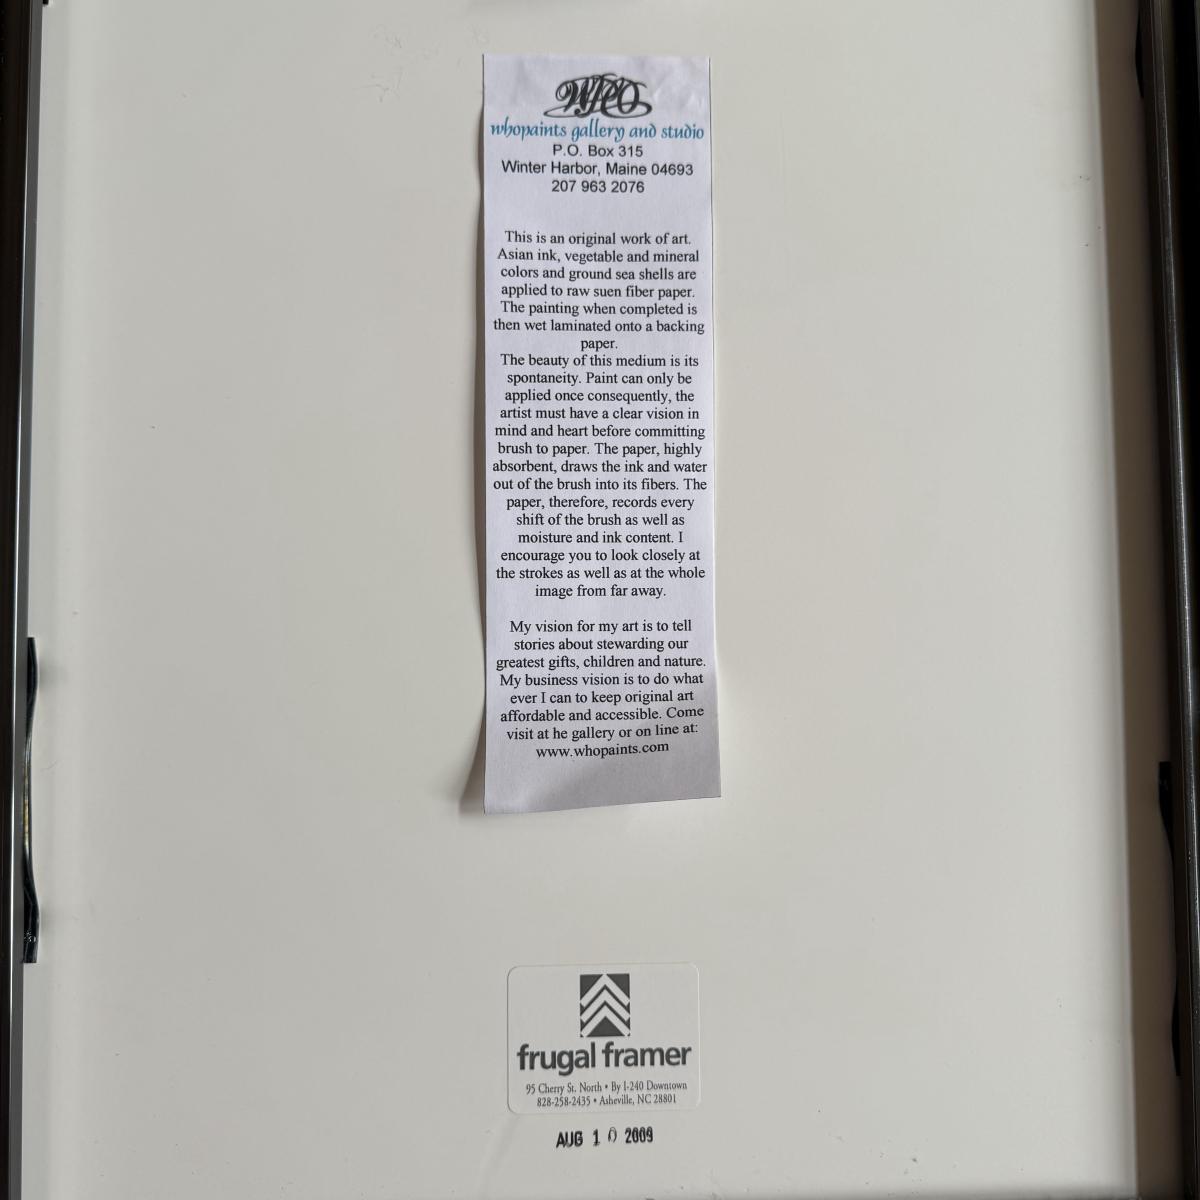 whopaints gallery and studio
P.O. Box 315
Winter Harbor, Maine 04693
207 963 2076
This is an original work of art.
Asian ink, vegetable and mineral
colors and ground sea shells are
applied to raw suen fiber paper.
The painting when completed is
then wet laminated onto a backing
paper.
The beauty of this medium is its
spontaneity. Paint can only be
applied once consequently, the
artist must have a clear vision in
mind and heart before committing
brush to paper. The paper, highly
absorbent, draws the ink and water
out of the brush into its fibers. The
paper, therefore, records every
shift of the brush as well as
moisture and ink content. I
encourage you to look closely at
the strokes as well as at the whole
image from far away.
My vision for my art is to tell
stories about stewarding our
greatest gifts, children and nature.
My business vision is to do what
ever I can to keep original art
affordable and accessible. Come
visit at he gallery or on line at:
www.whopaints.com
frugal framer
95 Cherry St. North • By I-240 Downtown
828-258-2435 • Asheville, NC 28801
AUG 10 2009